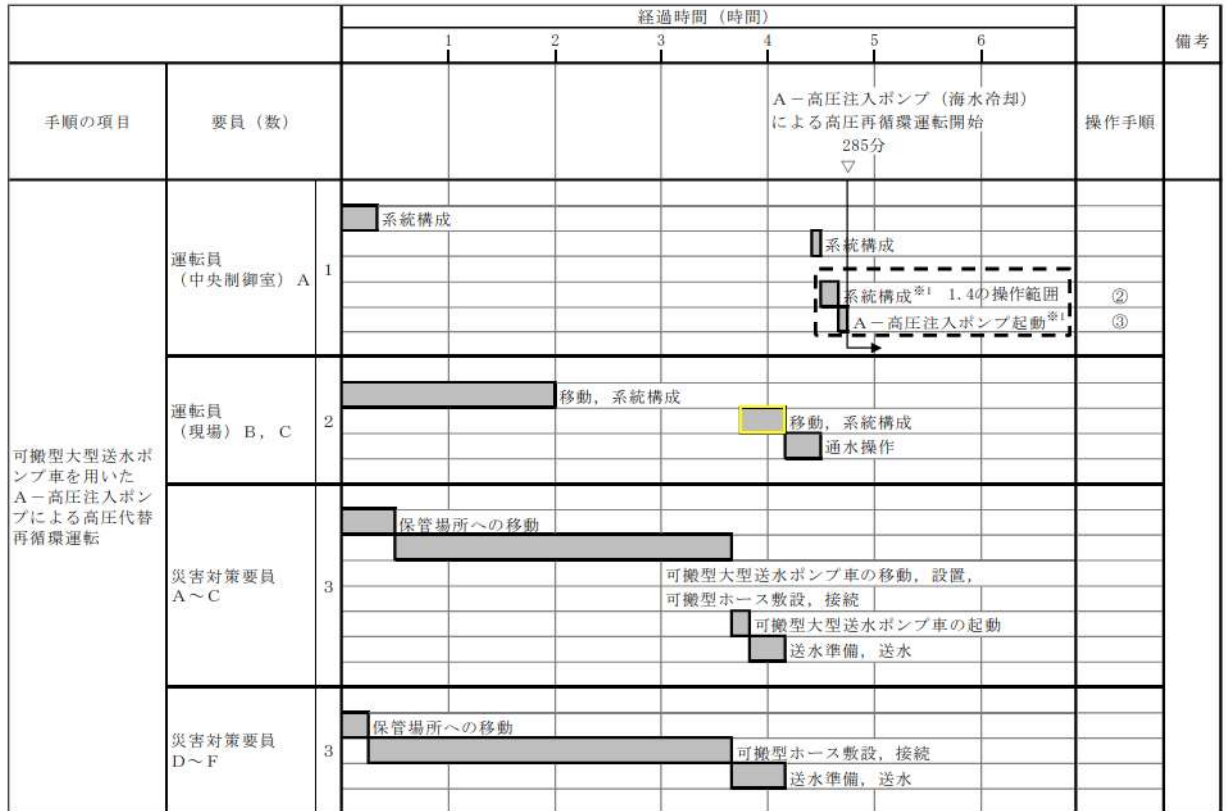 経過時間（時間）
備考
1 2 3 4 5 6
手順の項目
要員（数）
A－高圧注入ポンプ（海水冷却）
による高圧再循環運転開始
285分
▽
操作手順
可搬型大型送水ポ
ンプ車を用いた
A－高圧注入ポン
プによる高圧代替
再循環運転
運転員
（中央制御室）A
1
系統構成
系統構成
系統構成※1 1.4の操作範囲
②
A－高圧注入ポンプ起動※1
③
運転員
（現場）B，C
2
移動，系統構成
移動，系統構成
通水操作
災害対策要員
A～C
3
保管場所への移動
可搬型大型送水ポンプ車の移動，設置，
可搬型ホース敷設，接続
可搬型大型送水ポンプ車の起動
送水準備，送水
災害対策要員
D～F
3
保管場所への移動
可搬型ホース敷設，接続
送水準備，送水